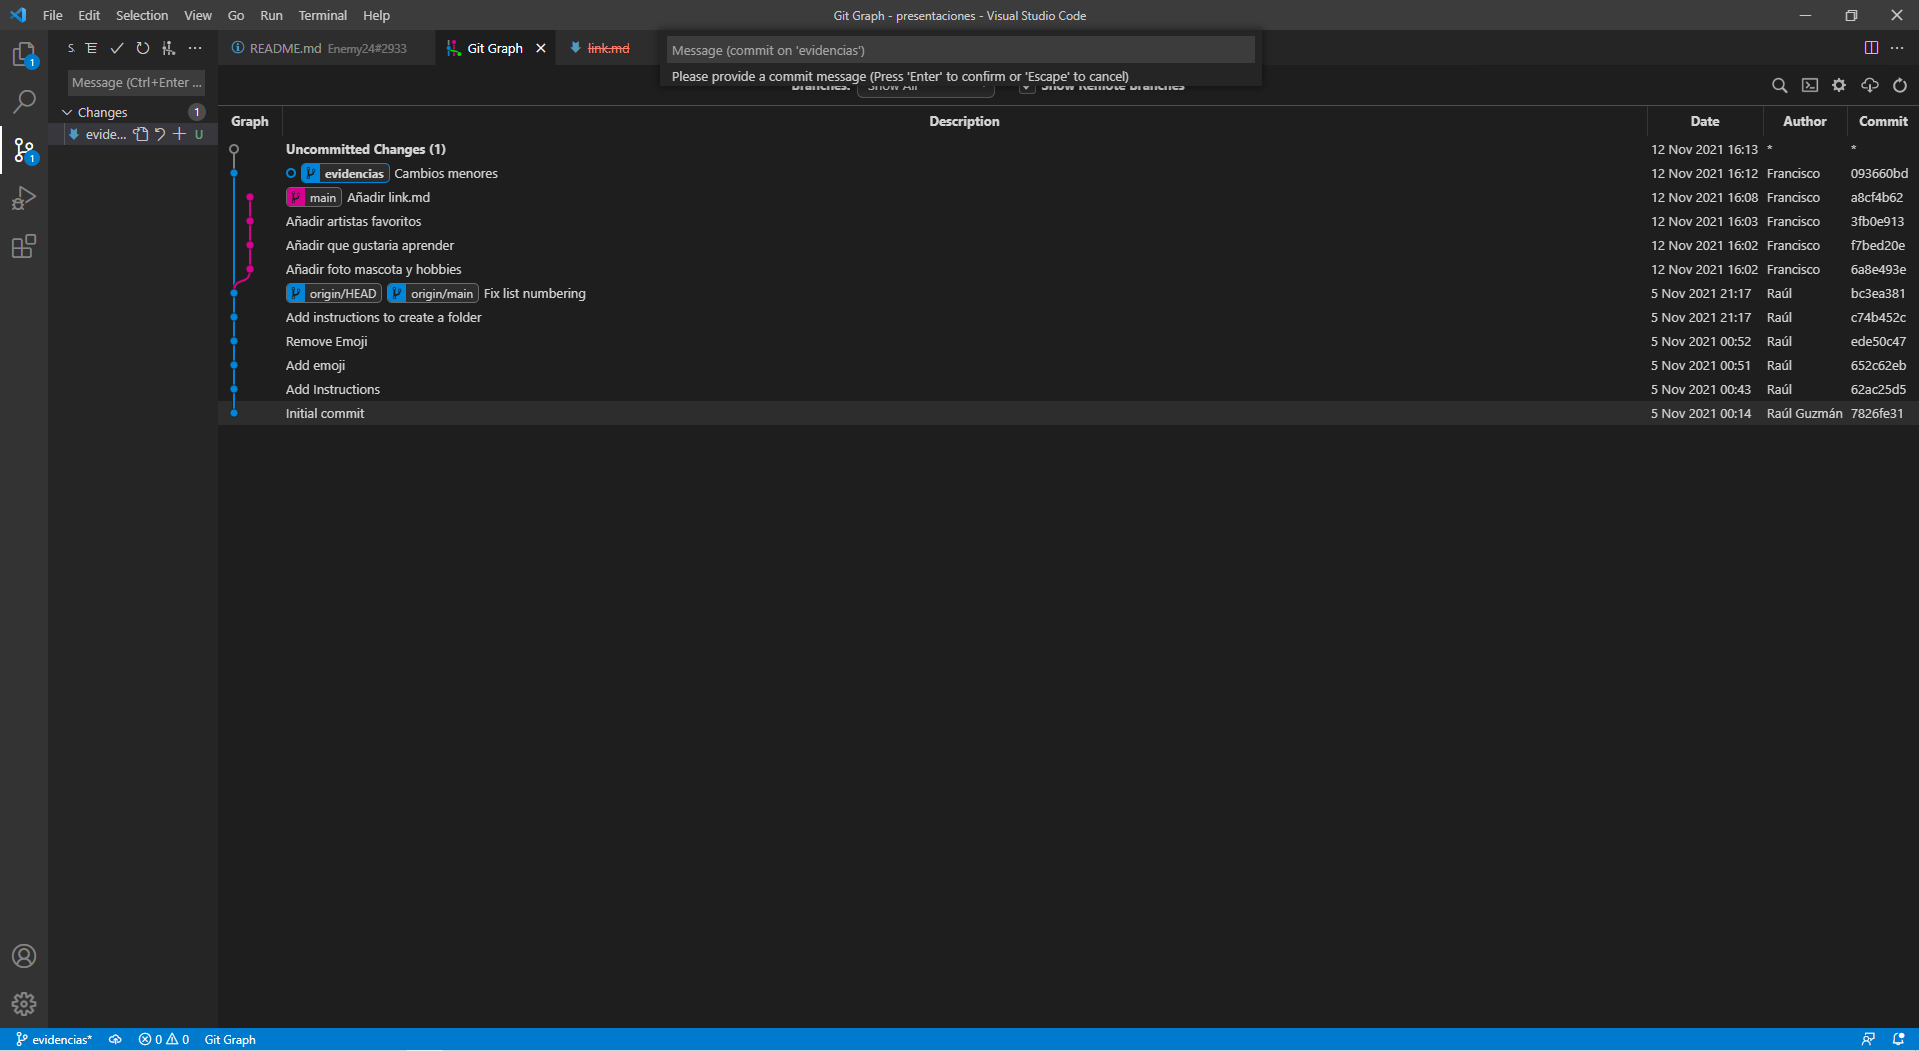 File Edit Selection View Go Run Terminal Help
Git Graph - presentaciones - Visual Studio Code
S
README.md Enemy24#2933
Git Graph
link.md
Message (commit on 'evidencias')
Please provide a commit message (Press 'Enter' to confirm or 'Escape' to cancel)
Branches: Show All
Show Remote Branches
1
Message (Ctrl+Enter ...
Changes 1
evide... U
1
Graph Description Date Author Commit
Uncommitted Changes (1) 12 Nov 2021 16:13 * *
evidencias Cambios menores 12 Nov 2021 16:12 Francisco 093660bd
main Añadir link.md 12 Nov 2021 16:08 Francisco a8cf4b62
Añadir artistas favoritos 12 Nov 2021 16:03 Francisco 3fb0e913
Añadir que gustaria aprender 12 Nov 2021 16:02 Francisco f7bed20e
Añadir foto mascota y hobbies 12 Nov 2021 16:02 Francisco 6a8e493e
origin/HEAD origin/main Fix list numbering 5 Nov 2021 21:17 Raúl bc3ea381
Add instructions to create a folder 5 Nov 2021 21:17 Raúl c74b452c
Remove Emoji 5 Nov 2021 00:52 Raúl ede50c47
Add emoji 5 Nov 2021 00:51 Raúl 652c62eb
Add Instructions 5 Nov 2021 00:43 Raúl 62ac25d5
Initial commit 5 Nov 2021 00:14 Raúl Guzmán 7826fe31
evidencias* 0 0 Git Graph